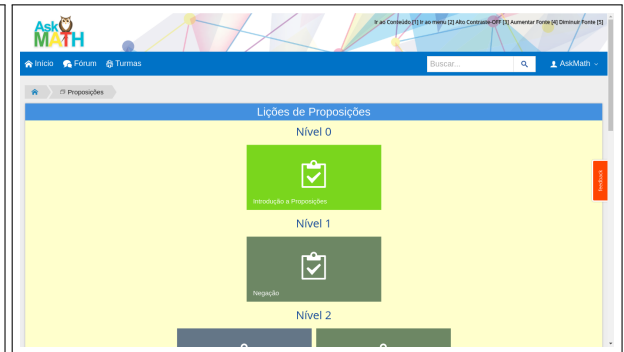 Ir ao Conteúdo [1] Ir ao menu [2] Alto Contraste-OFF [3] Aumentar Fonte [4] Diminuir Fonte [5]
Ask
MATH
Início Fórum Turmas Buscar... AskMath
Proposições
Lições de Proposições
Nível 0
Introdução a Proposições
feedback
Nível 1
Negação
Nível 2